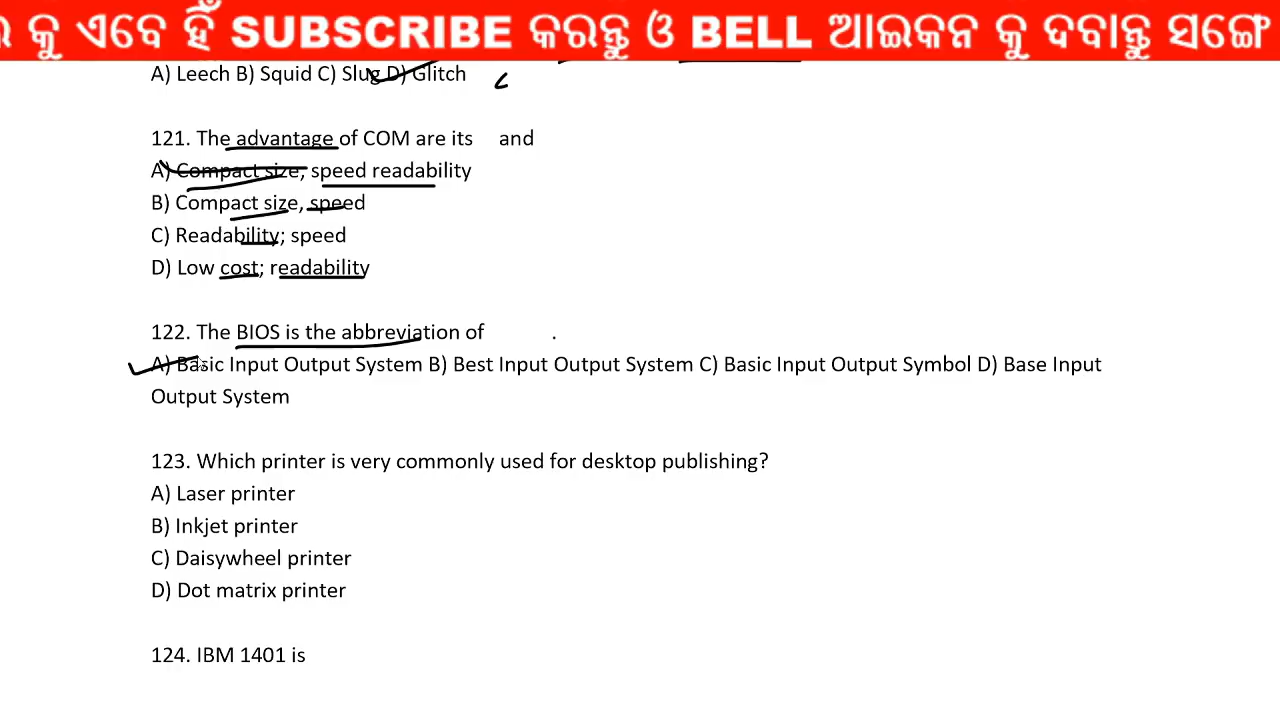 କୁ ଏବେ ହିଁ SUBSCRIBE କରନ୍ତୁ ଓ BELL ଆଇକନ କୁ ଦବାନ୍ତୁ ସଙ୍ଗେ
A) Leech B) Squid C) Slug D) Glitch
121. The advantage of COM are its and
A) Compact size; speed readability
B) Compact size, speed
C) Readability; speed
D) Low cost; readability
122. The BIOS is the abbreviation of .
A) Basic Input Output System B) Best Input Output System C) Basic Input Output Symbol D) Base Input
Output System
123. Which printer is very commonly used for desktop publishing?
A) Laser printer
B) Inkjet printer
C) Daisywheel printer
D) Dot matrix printer
124. IBM 1401 is